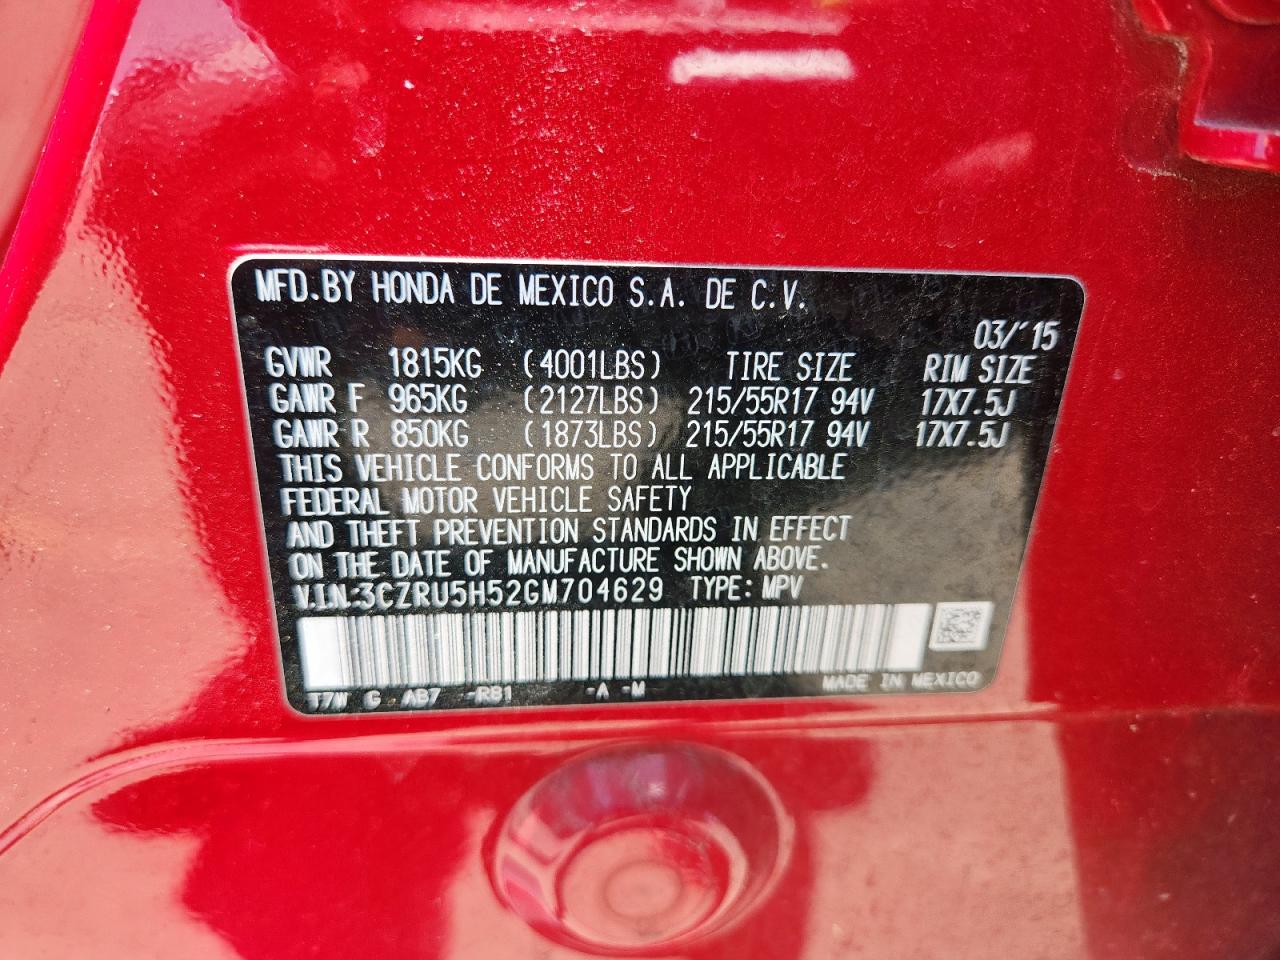 MFD.BY HONDA DE MEXICO S.A. DE C.V.
03/'15
GVWR 1815KG (4001LBS) TIRE SIZE RIM SIZE
GAWR F 965KG (2127LBS) 215/55R17 94V 17X7.5J
GAWR R 850KG (1873LBS) 215/55R17 94V 17X7.5J
THIS VEHICLE CONFORMS TO ALL APPLICABLE
FEDERAL MOTOR VEHICLE SAFETY
AND THEFT PREVENTION STANDARDS IN EFFECT
ON THE DATE OF MANUFACTURE SHOWN ABOVE.
V.I.N:3CZRU5H52GM704629 TYPE: MPV
T7W G AB7 -R81 -A -M MADE IN MEXICO